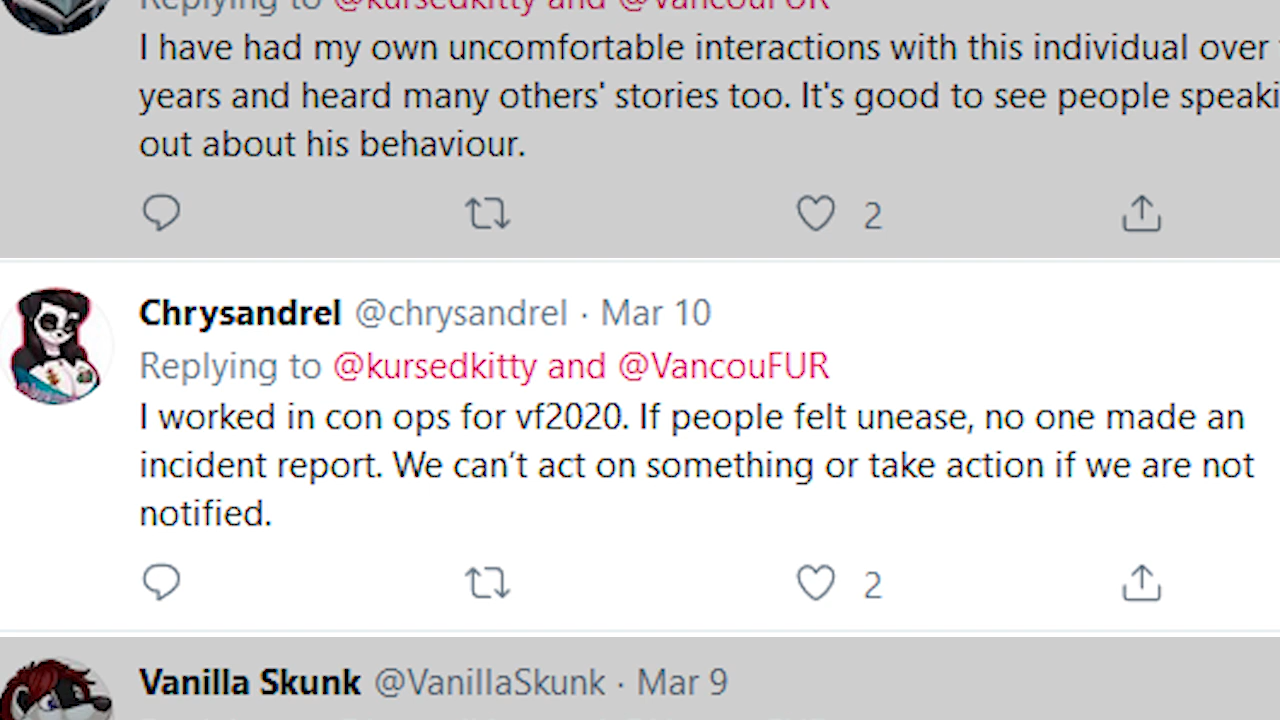 Replying to @kursedkitty and @VancouFUR
I have had my own uncomfortable interactions with this individual over
years and heard many others' stories too. It's good to see people speaki
out about his behaviour.
2
Chrysandrel @chrysandrel · Mar 10
Replying to @kursedkitty and @VancouFUR
I worked in con ops for vf2020. If people felt unease, no one made an
incident report. We can't act on something or take action if we are not
notified.
2
Vanilla Skunk @VanillaSkunk · Mar 9